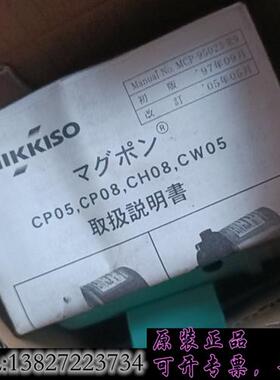 Manual No. MCP-95023-R9
初 版 '97年09月
改 訂 '05年06月
NIKKISO
マグポン®
CP05,CP08,CH08,CW05
取扱説明書
原装正品
L:13827223734 可开专票，